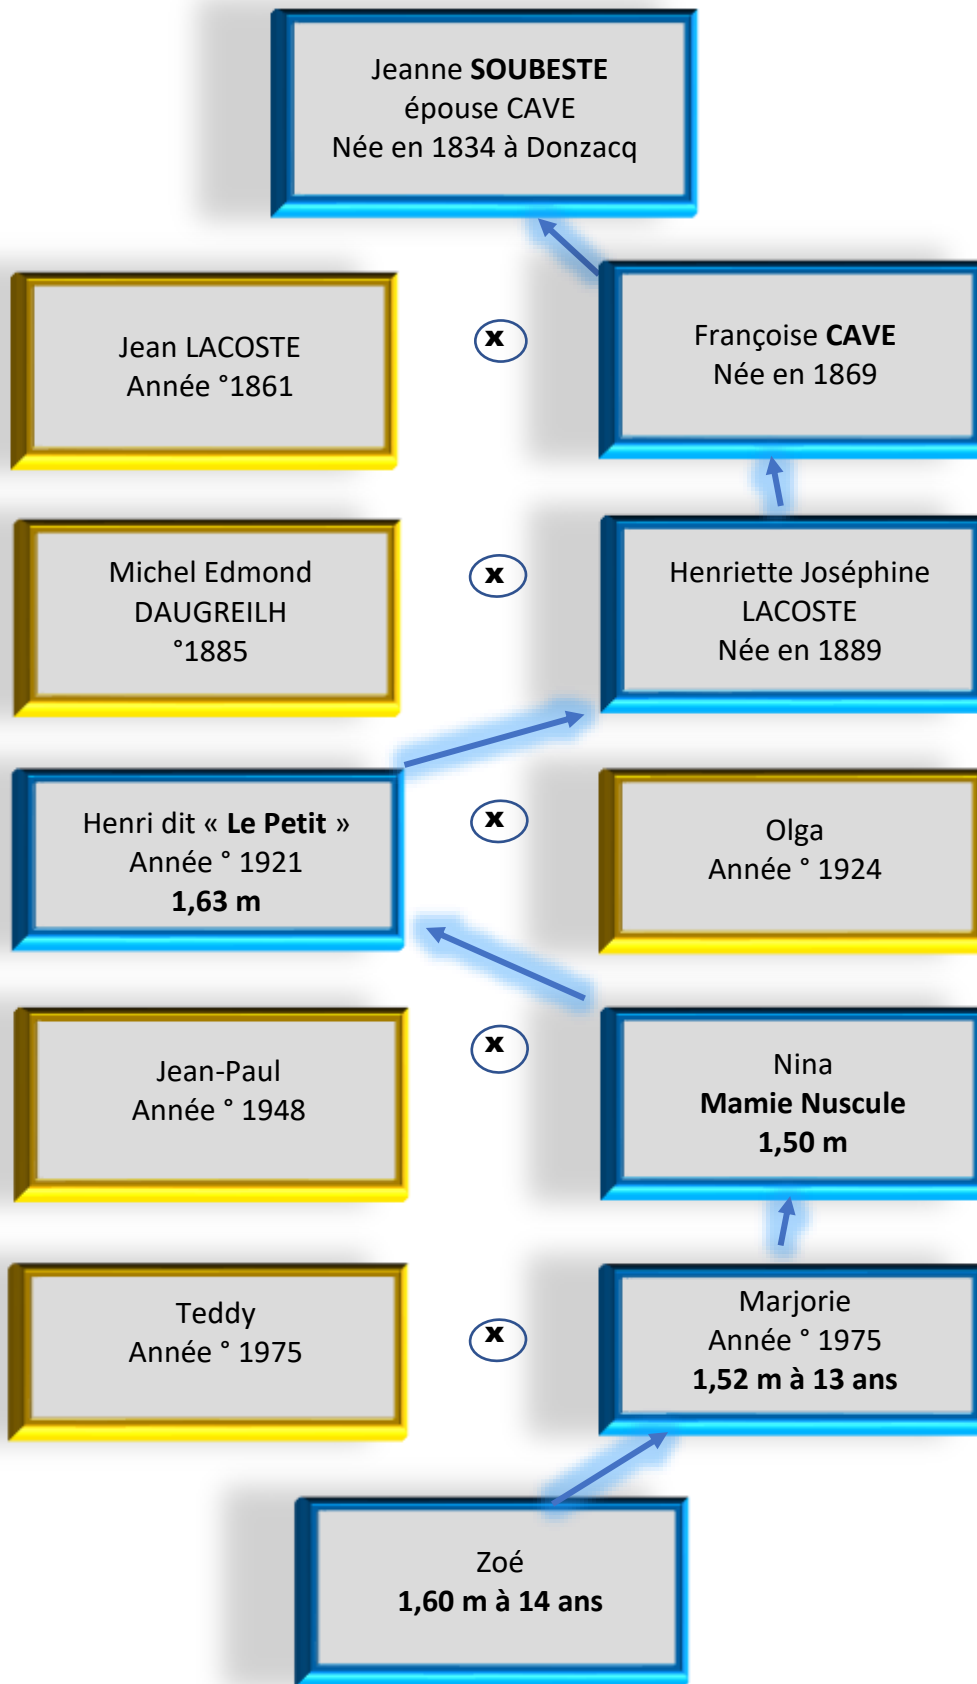 Jeanne SOUBESTE
épouse CAVE
Née en 1834 à Donzacq
Jean LACOSTE
Année °1861
x
Françoise CAVE
Née en 1869
Michel Edmond
DAUGREILH
°1885
x
Henriette Joséphine
LACOSTE
Née en 1889
Henri dit « Le Petit »
Année ° 1921
1,63 m
x
Olga
Année ° 1924
Jean-Paul
Année ° 1948
x
Nina
Mamie Nuscule
1,50 m
Teddy
Année ° 1975
x
Marjorie
Année ° 1975
1,52 m à 13 ans
Zoé
1,60 m à 14 ans